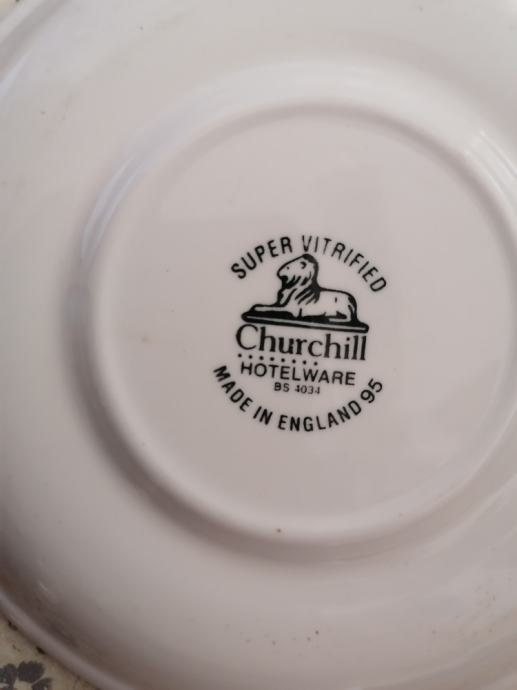 SUPER VITRIFIED
Churchill
HOTELWARE
BS 4034
MADE IN ENGLAND 95